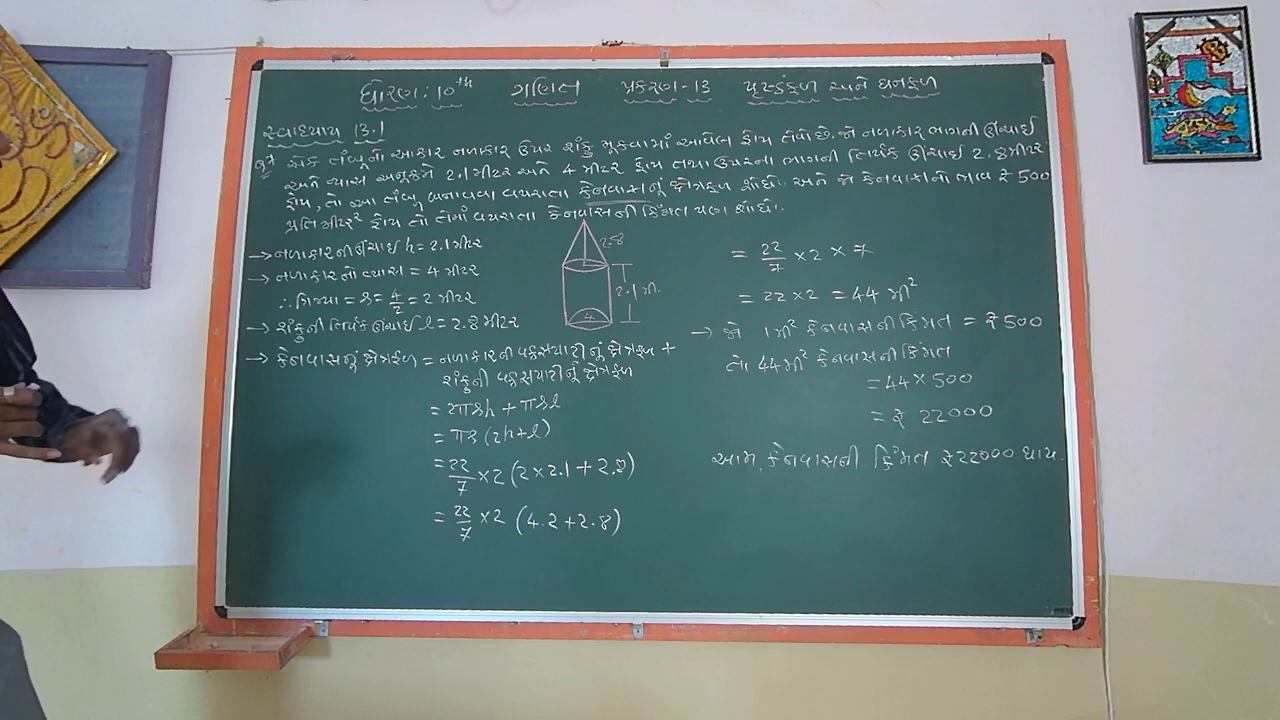 ધોરણ : 10th ગણિત પ્રકરણ-13 પૃષ્ઠફળ અને ઘનફળ
સ્વાધ્યાય 13.1
એક તંબૂનો આકાર નળાકાર ઉપર શંકુ મૂકવામાં આવેલ હોય તેવો છે. જો નળાકાર ભાગની ઊંચાઈ
અને વ્યાસ અનુક્રમે 2.1 મીટર અને 4 મીટર હોય તથા ઉપરના ભાગની તિર્યક ઊંચાઈ 2.8 મીટર
હોય, તો આ તંબૂ બનાવવા વપરાતા કેનવાસનું ક્ષેત્રફળ શોધો. અને જો કેનવાસનો ભાવ ₹ 500
પ્રતિ મીટર² હોય તો તેમાં વપરાતા કેનવાસની કિંમત પણ શોધો.
→ નળાકારની ઊંચાઈ h = 2.1 મીટર
→ નળાકારનો વ્યાસ = 4 મીટર
∴ ત્રિજ્યા = r = 4/2 = 2 મીટર
→ શંકુની તિર્યક ઊંચાઈ l = 2.8 મીટર
→ કેનવાસનું ક્ષેત્રફળ = નળાકારની વક્રસપાટીનું ક્ષેત્રફળ +
શંકુની વક્રસપાટીનું ક્ષેત્રફળ
= 2πrh + πrl
= πr (2h+l)
= 22/7 × 2 (2 × 2.1 + 2.8)
= 22/7 × 2 (4.2 + 2.8)
2.8
2.1 મી.
4
= 22/7 × 2 × 7
= 22 × 2 = 44 મી²
→ જો 1 મી² કેનવાસની કિંમત = ₹ 500
તો 44 મી² કેનવાસની કિંમત
= 44 × 500
= ₹ 22000
આમ, કેનવાસની કિંમત ₹ 22000 થાય.